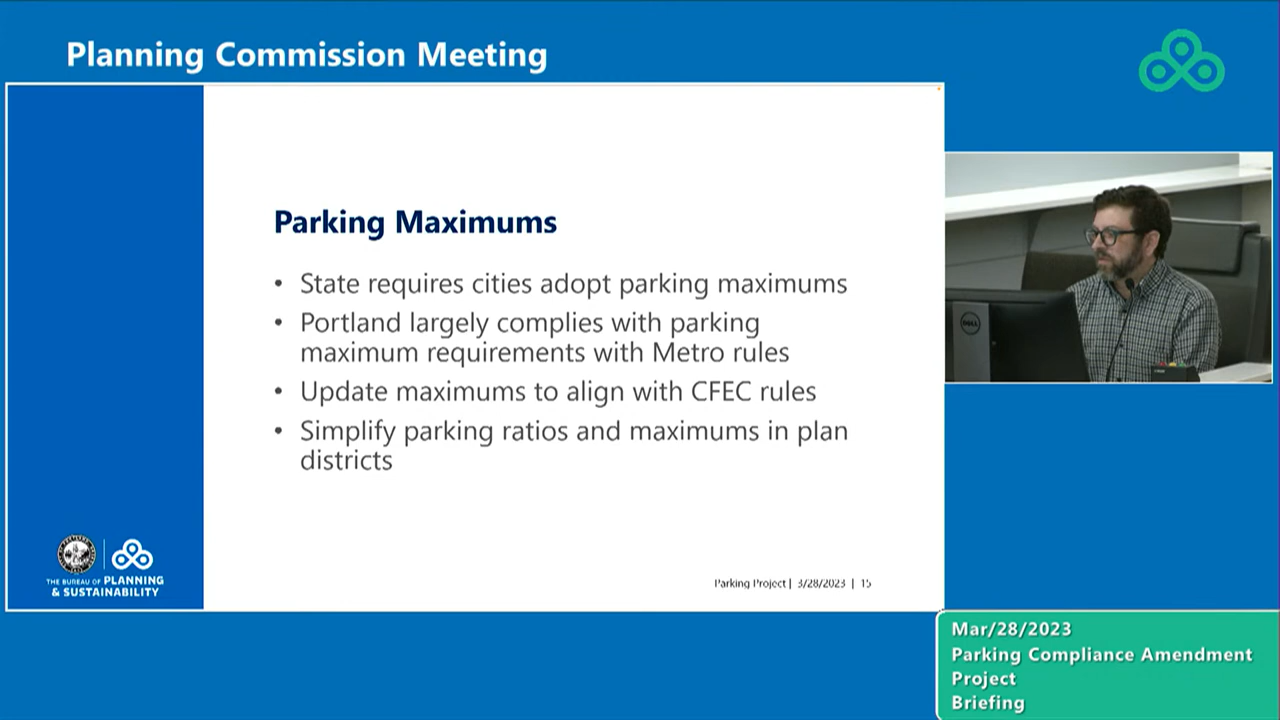 Planning Commission Meeting
Parking Maximums
• State requires cities adopt parking maximums
• Portland largely complies with parking
maximum requirements with Metro rules
• Update maximums to align with CFEC rules
• Simplify parking ratios and maximums in plan
districts
THE BUREAU OF PLANNING
& SUSTAINABILITY
Parking Project | 3/28/2023 | 15
DELL
Mar/28/2023
Parking Compliance Amendment
Project
Briefing